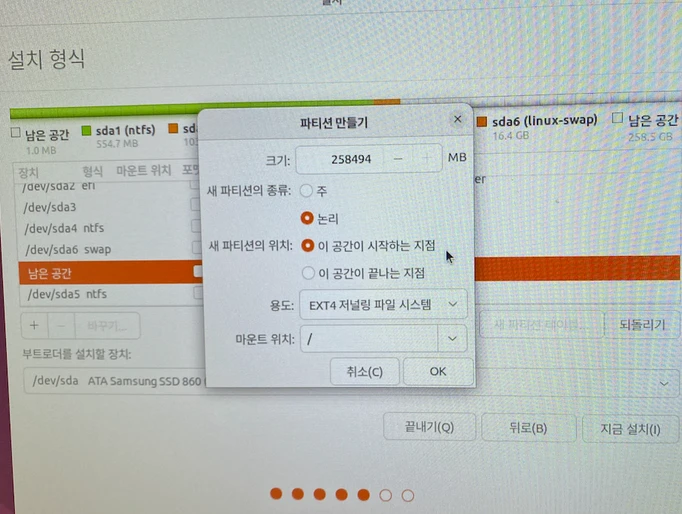 설치 형식
남은 공간 sda1 (ntfs) sda6 (linux-swap) 남은 공간
1.0 MB 554.7 MB 16.4 GB 258.5 GB
장치 형식 마운트 위치
/dev/sda2 efi
/dev/sda3
/dev/sda4 ntfs
/dev/sda6 swap
남은 공간
/dev/sda5 ntfs
+ − 바꾸기...
새 파티션 테이블... 되돌리기
부트로더를 설치할 장치:
/dev/sda ATA Samsung SSD 860
끝내기(Q) 뒤로(B) 지금 설치(I)
파티션 만들기
크기: 258494 − + MB
새 파티션의 종류: 주
논리
새 파티션의 위치: 이 공간이 시작하는 지점
이 공간이 끝나는 지점
용도: EXT4 저널링 파일 시스템
마운트 위치: /
취소(C) OK